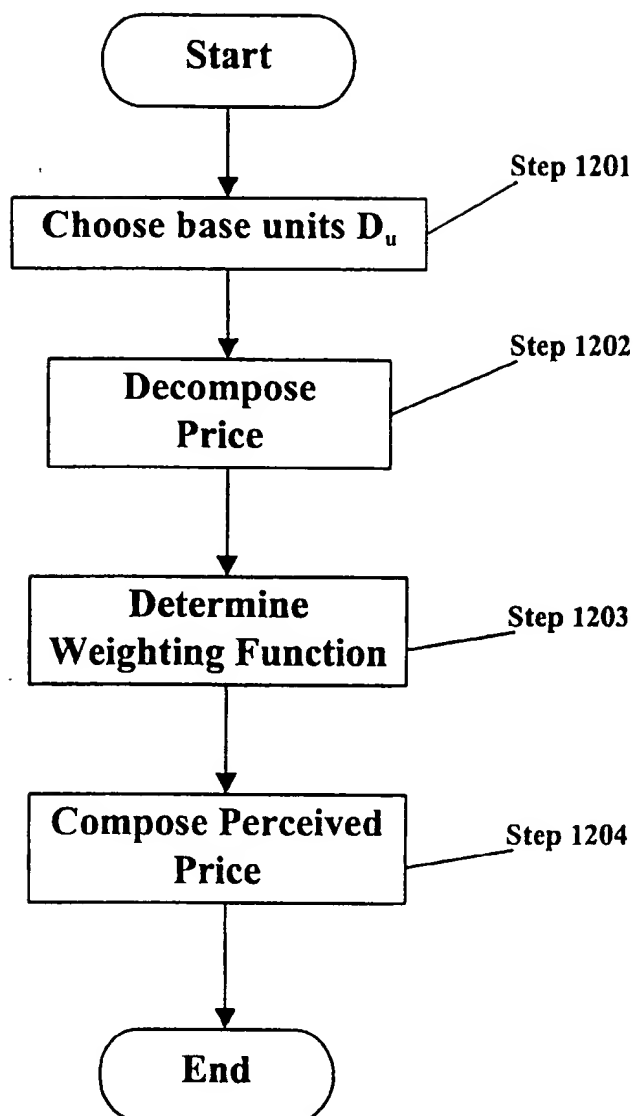 Start
Step 1201
Choose base units Du
Step 1202
Decompose
Price
Determine
Weighting Function
Step 1203
Compose Perceived
Price
Step 1204
End